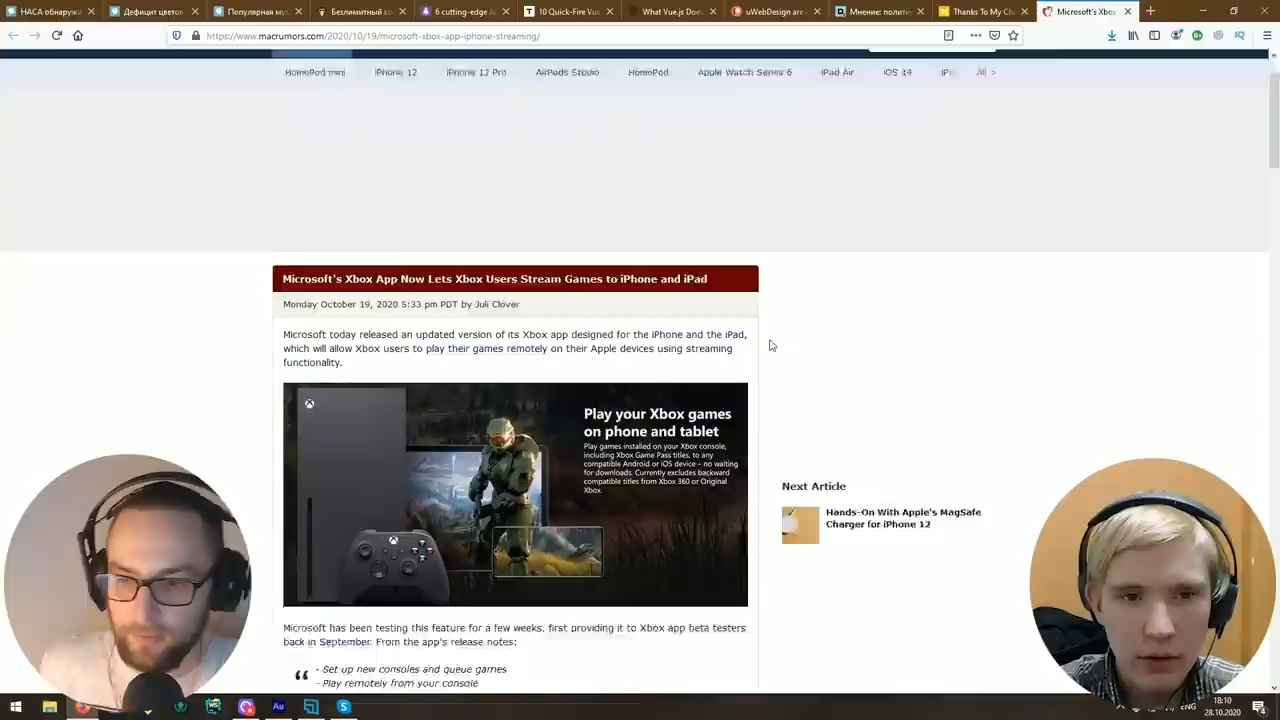 НАСА обнаружи
Дефицит цветов
Популярная му
Безлимитный хо
6 cutting-edge Ja
10 Quick-Fire Vue
What Vue.js Does
uWebDesign are
Мнение: полити
Thanks To My Ch
Microsoft's Xbox
https://www.macrumors.com/2020/10/19/microsoft-xbox-app-iphone-streaming/
HomePod mini iPhone 12 iPhone 12 Pro AirPods Studio HomePod Apple Watch Series 6 iPad Air iOS 14 iP All >
Microsoft's Xbox App Now Lets Xbox Users Stream Games to iPhone and iPad
Monday October 19, 2020 5:33 pm PDT by Juli Clover
Microsoft today released an updated version of its Xbox app designed for the iPhone and the iPad,
which will allow Xbox users to play their games remotely on their Apple devices using streaming
functionality.
Play your Xbox games
on phone and tablet
Play games installed on your Xbox console,
including Xbox Game Pass titles, to any
compatible Android or iOS device – no waiting
for downloads. Currently excludes backward
compatible titles from Xbox 360 or Original
Xbox.
Next Article
Hands-On With Apple's MagSafe
Charger for iPhone 12
Microsoft has been testing this feature for a few weeks, first providing it to Xbox app beta testers
back in September. From the app's release notes:
“ - Set up new consoles and queue games
- Play remotely from your console
ENG
18:10
28.10.2020